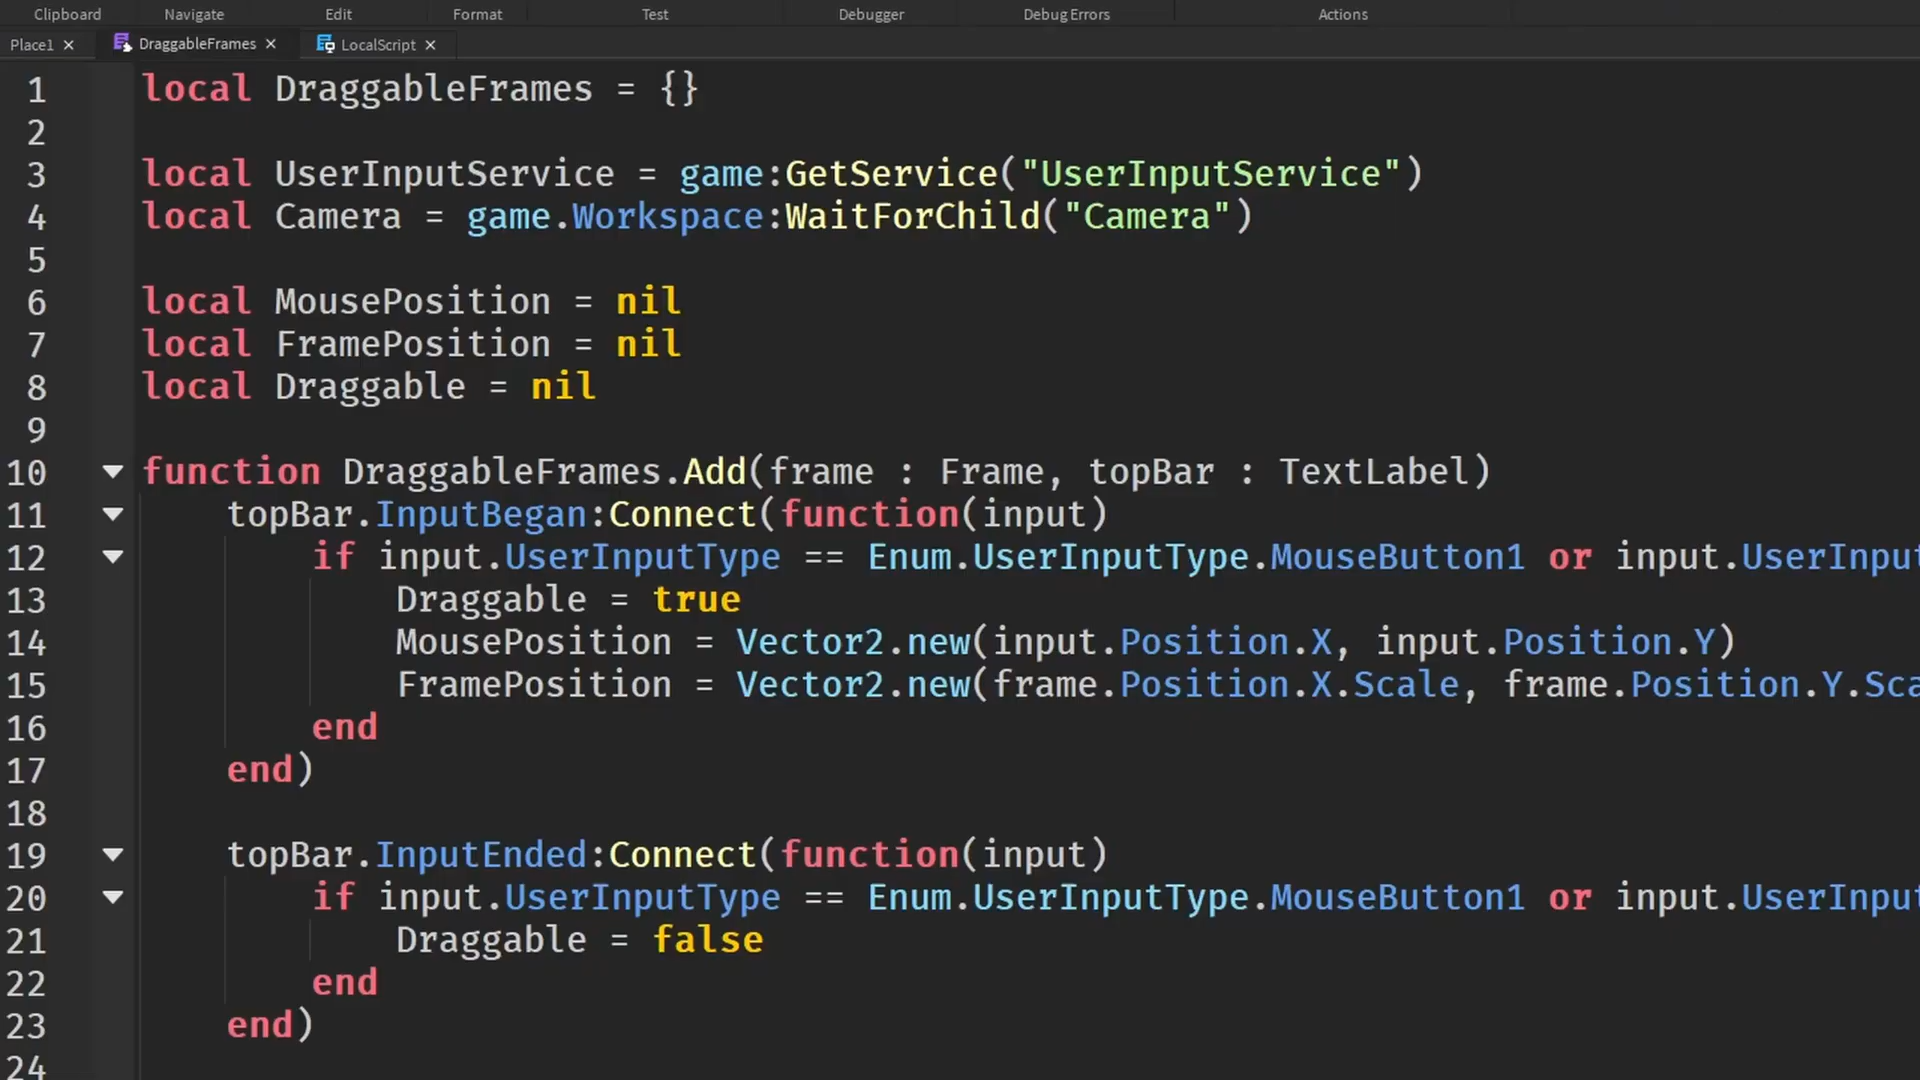 Clipboard Navigate Edit Format Test Debugger Debug Errors Actions
Place1 × DraggableFrames × LocalScript ×
1 local DraggableFrames = {}
2
3 local UserInputService = game:GetService("UserInputService")
4 local Camera = game.Workspace:WaitForChild("Camera")
5
6 local MousePosition = nil
7 local FramePosition = nil
8 local Draggable = nil
9
10 function DraggableFrames.Add(frame : Frame, topBar : TextLabel)
11 topBar.InputBegan:Connect(function(input)
12 if input.UserInputType == Enum.UserInputType.MouseButton1 or input.UserInput
13 Draggable = true
14 MousePosition = Vector2.new(input.Position.X, input.Position.Y)
15 FramePosition = Vector2.new(frame.Position.X.Scale, frame.Position.Y.Sca
16 end
17 end)
18
19 topBar.InputEnded:Connect(function(input)
20 if input.UserInputType == Enum.UserInputType.MouseButton1 or input.UserInput
21 Draggable = false
22 end
23 end)
24